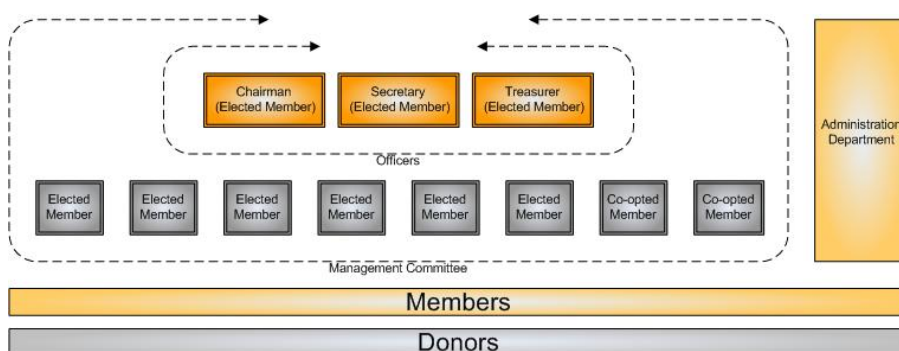 Chairman
(Elected Member)
Secretary
(Elected Member)
Treasurer
(Elected Member)
Administration
Department
Officers
Elected
Member
Elected
Member
Elected
Member
Elected
Member
Elected
Member
Elected
Member
Co-opted
Member
Co-opted
Member
Management Committee
Members
Donors